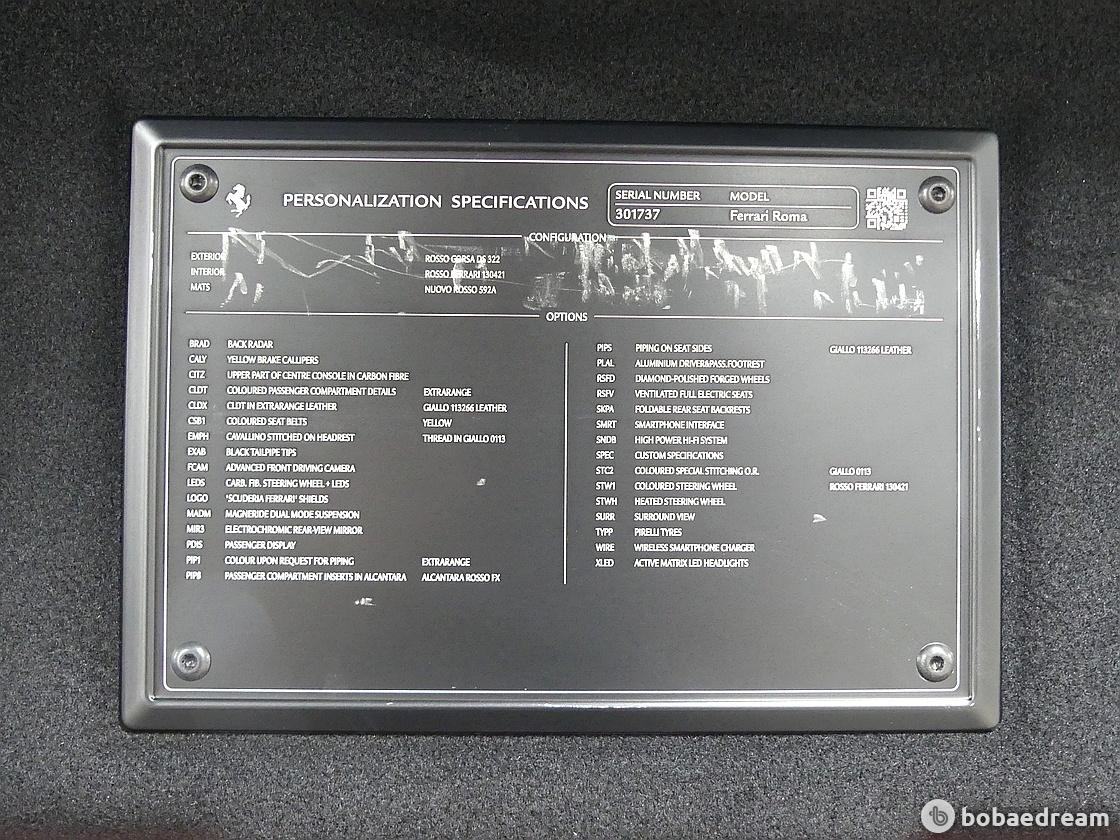 PERSONALIZATION SPECIFICATIONS
SERIAL NUMBER MODEL
301737 Ferrari Roma
CONFIGURATION
EXTERIOR ROSSO CORSA DS 322
INTERIOR ROSSO FERRARI 130421
MATS NUOVO ROSSO 592A
OPTIONS
BRAD BACK RADAR
CALY YELLOW BRAKE CALLIPERS
CITZ UPPER PART OF CENTRE CONSOLE IN CARBON FIBRE
CLDT COLOURED PASSENGER COMPARTMENT DETAILS EXTRARANGE
CLDX CLDT IN EXTRARANGE LEATHER GIALLO 113266 LEATHER
CSB1 COLOURED SEAT BELTS YELLOW
EMPH CAVALLINO STITCHED ON HEADREST THREAD IN GIALLO 0113
EXAB BLACK TAILPIPE TIPS
FCAM ADVANCED FRONT DRIVING CAMERA
LEDS CARB. FIB. STEERING WHEEL + LEDS
LOGO 'SCUDERIA FERRARI' SHIELDS
MADM MAGNERIDE DUAL MODE SUSPENSION
MIR3 ELECTROCHROMIC REAR-VIEW MIRROR
PDIS PASSENGER DISPLAY
PIP1 COLOUR UPON REQUEST FOR PIPING EXTRARANGE
PIP8 PASSENGER COMPARTMENT INSERTS IN ALCANTARA ALCANTARA ROSSO FX
PIPS PIPING ON SEAT SIDES GIALLO 113266 LEATHER
PLAL ALUMINIUM DRIVER&PASS.FOOTREST
RSFD DIAMOND-POLISHED FORGED WHEELS
RSFV VENTILATED FULL ELECTRIC SEATS
SKPA FOLDABLE REAR SEAT BACKRESTS
SMRT SMARTPHONE INTERFACE
SNDB HIGH POWER HI-FI SYSTEM
SPEC CUSTOM SPECIFICATIONS
STC2 COLOURED SPECIAL STITCHING O.R. GIALLO 0113
STW1 COLOURED STEERING WHEEL ROSSO FERRARI 130421
STWH HEATED STEERING WHEEL
SURR SURROUND VIEW
TYPP PIRELLI TYRES
WIRE WIRELESS SMARTPHONE CHARGER
XLED ACTIVE MATRIX LED HEADLIGHTS
bobaedream